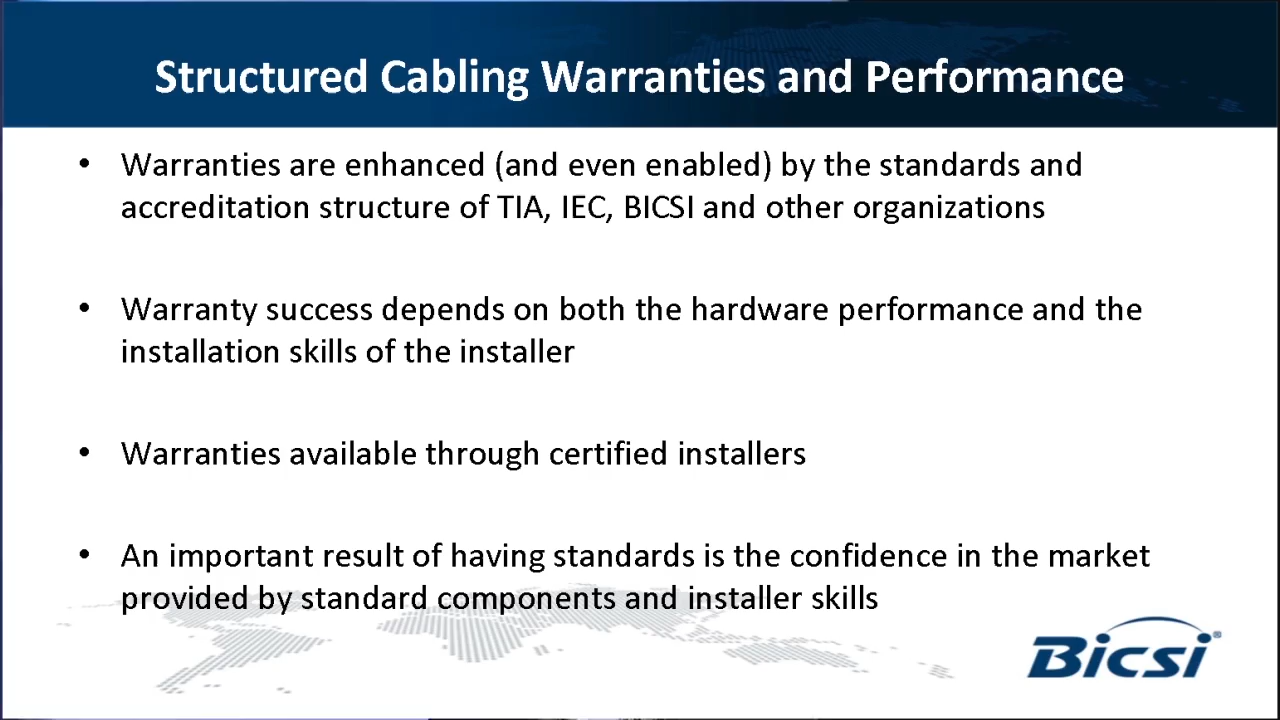 Structured Cabling Warranties and Performance
• Warranties are enhanced (and even enabled) by the standards and
accreditation structure of TIA, IEC, BICSI and other organizations
• Warranty success depends on both the hardware performance and the
installation skills of the installer
• Warranties available through certified installers
• An important result of having standards is the confidence in the market
provided by standard components and installer skills
Bicsi®